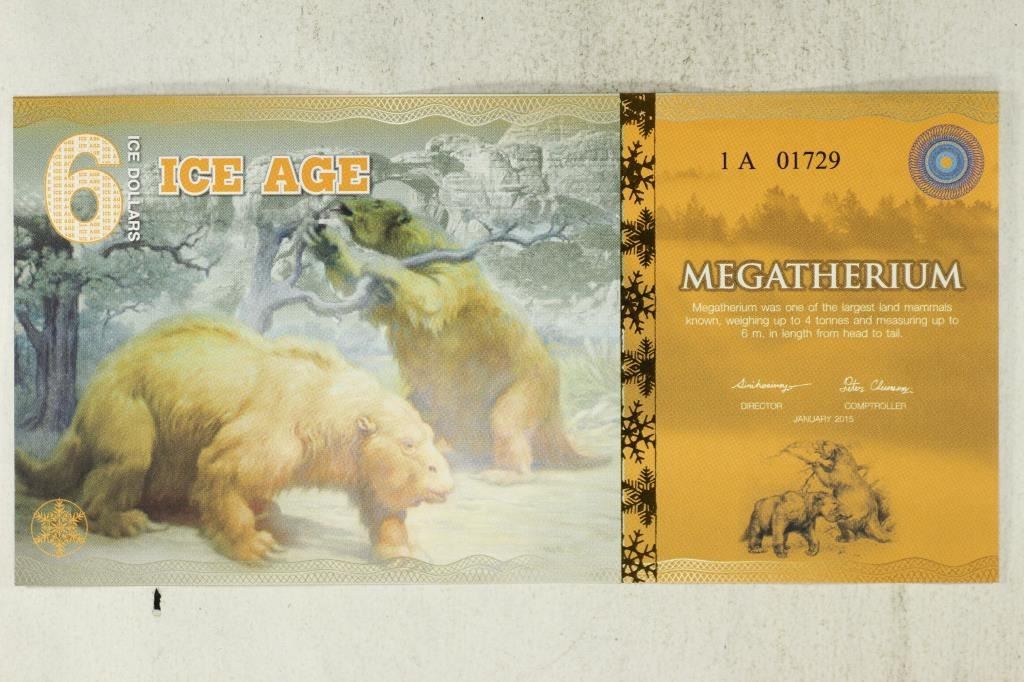 6
ICE DOLLARS
ICE AGE
1 A 01729
MEGATHERIUM
Megatherium was one of the largest land mammals
known, weighing up to 4 tonnes and measuring up to
6 m. in length from head to tail.
DIRECTOR COMPTROLLER
JANUARY 2015